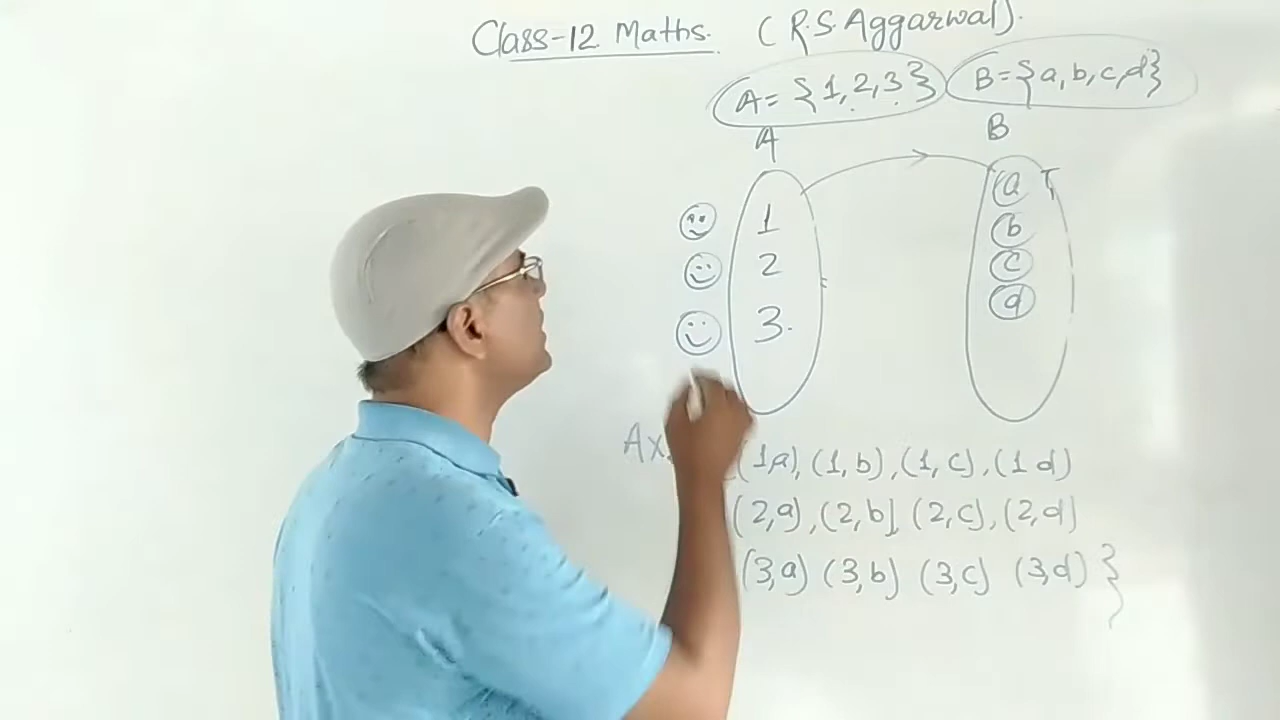 Class-12 Maths. (R.S. Aggarwal).
A = {1, 2, 3} B = {a, b, c, d}
A B
1 a
2 b
3. c
d
Ax
(1,a), (1, b), (1, c), (1 d)
(2,a), (2, b], (2, c), (2, d)
(3, a) (3, b) (3, c) (3, d) }